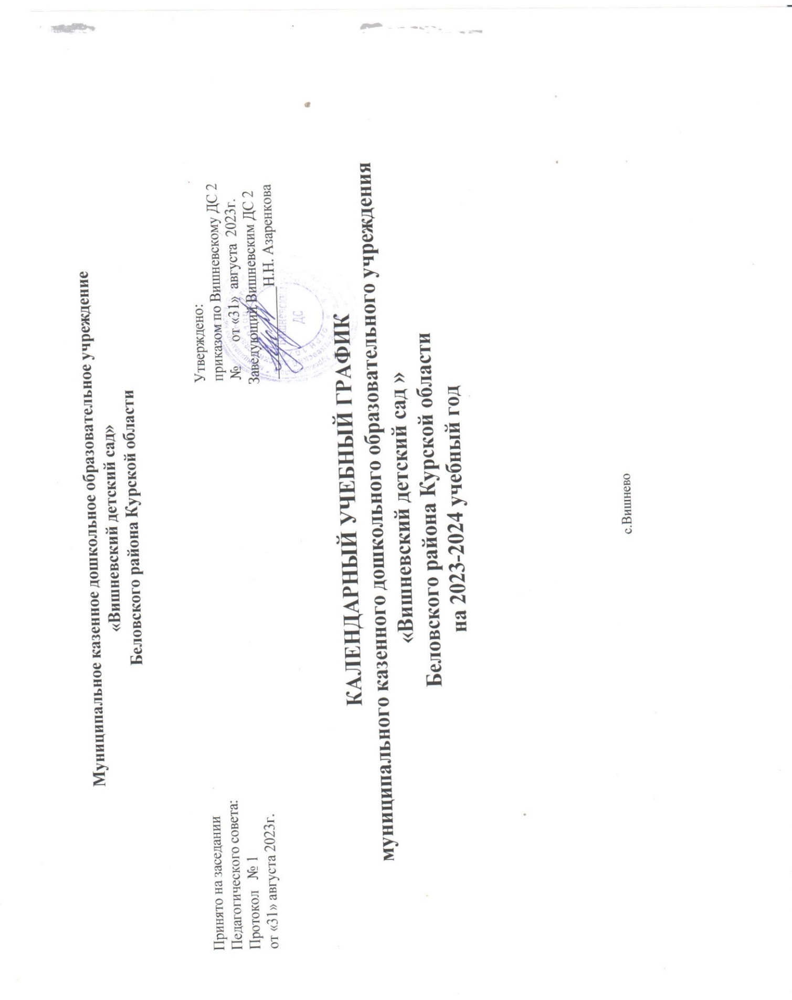 Муниципальное казенное дошкольное образовательное учреждение
«Вишневский детский сад»
Беловского района Курской области
Принято на заседании
Педагогического совета:
Протокол № 1
от «31» августа 2023г.
Утверждено:
приказом по Вишневскому ДС 2
№ от «31» августа 2023г.
Заведующий Вишневским ДС 2
Н.Н. Азаренкова
ДС
КАЛЕНДАРНЫЙ УЧЕБНЫЙ ГРАФИК
муниципального казенного дошкольного образовательного учреждения
«Вишневский детский сад »
Беловского района Курской области
на 2023-2024 учебный год
с.Вишнево